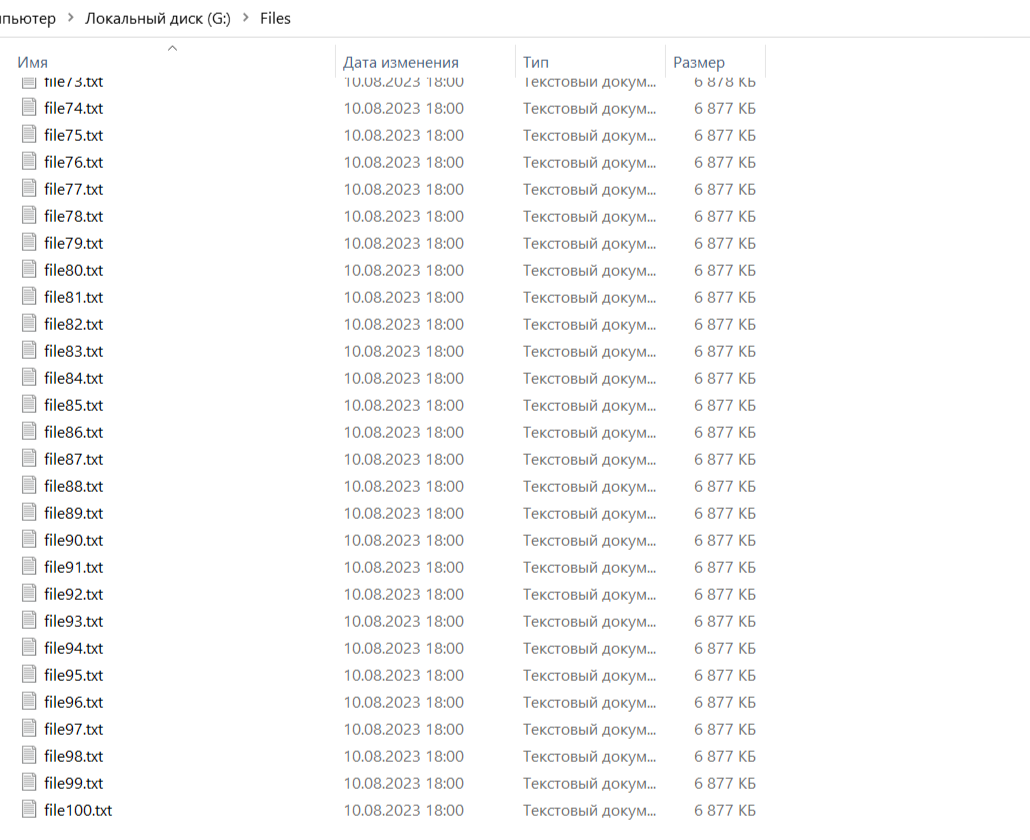 пьютер > Локальный диск (G:) > Files
Имя Дата изменения Тип Размер
file73.txt 10.08.2023 18:00 Текстовый докум... 6 878 КБ
file74.txt 10.08.2023 18:00 Текстовый докум... 6 877 КБ
file75.txt 10.08.2023 18:00 Текстовый докум... 6 877 КБ
file76.txt 10.08.2023 18:00 Текстовый докум... 6 877 КБ
file77.txt 10.08.2023 18:00 Текстовый докум... 6 877 КБ
file78.txt 10.08.2023 18:00 Текстовый докум... 6 877 КБ
file79.txt 10.08.2023 18:00 Текстовый докум... 6 877 КБ
file80.txt 10.08.2023 18:00 Текстовый докум... 6 877 КБ
file81.txt 10.08.2023 18:00 Текстовый докум... 6 877 КБ
file82.txt 10.08.2023 18:00 Текстовый докум... 6 877 КБ
file83.txt 10.08.2023 18:00 Текстовый докум... 6 877 КБ
file84.txt 10.08.2023 18:00 Текстовый докум... 6 877 КБ
file85.txt 10.08.2023 18:00 Текстовый докум... 6 877 КБ
file86.txt 10.08.2023 18:00 Текстовый докум... 6 877 КБ
file87.txt 10.08.2023 18:00 Текстовый докум... 6 877 КБ
file88.txt 10.08.2023 18:00 Текстовый докум... 6 877 КБ
file89.txt 10.08.2023 18:00 Текстовый докум... 6 877 КБ
file90.txt 10.08.2023 18:00 Текстовый докум... 6 877 КБ
file91.txt 10.08.2023 18:00 Текстовый докум... 6 877 КБ
file92.txt 10.08.2023 18:00 Текстовый докум... 6 877 КБ
file93.txt 10.08.2023 18:00 Текстовый докум... 6 877 КБ
file94.txt 10.08.2023 18:00 Текстовый докум... 6 877 КБ
file95.txt 10.08.2023 18:00 Текстовый докум... 6 877 КБ
file96.txt 10.08.2023 18:00 Текстовый докум... 6 877 КБ
file97.txt 10.08.2023 18:00 Текстовый докум... 6 877 КБ
file98.txt 10.08.2023 18:00 Текстовый докум... 6 877 КБ
file99.txt 10.08.2023 18:00 Текстовый докум... 6 877 КБ
file100.txt 10.08.2023 18:00 Текстовый докум... 6 877 КБ